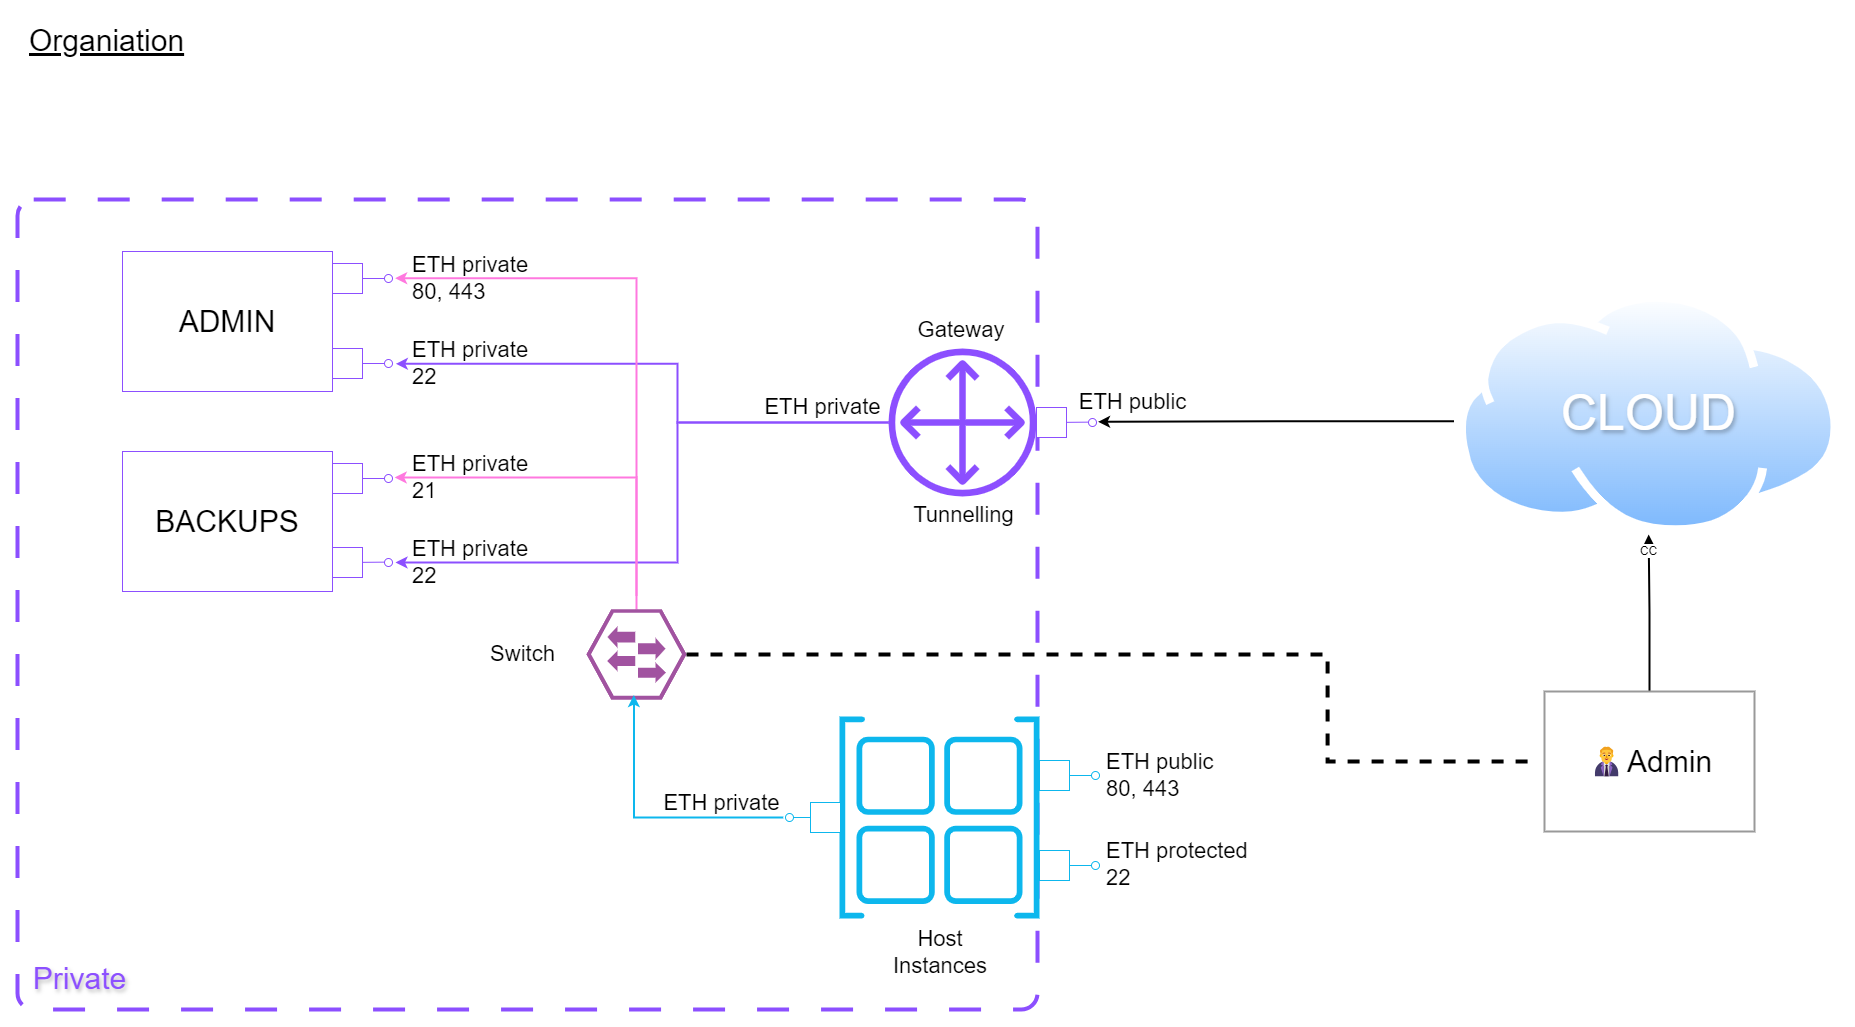 Organiation
ETH private
80, 443
ADMIN
ETH private
22
Gateway
ETH private
ETH public
CLOUD
ETH private
21
BACKUPS
Tunnelling
ETH private
22
CC
Switch
ETH public
80, 443
Admin
ETH private
ETH protected
22
Host
Instances
Private